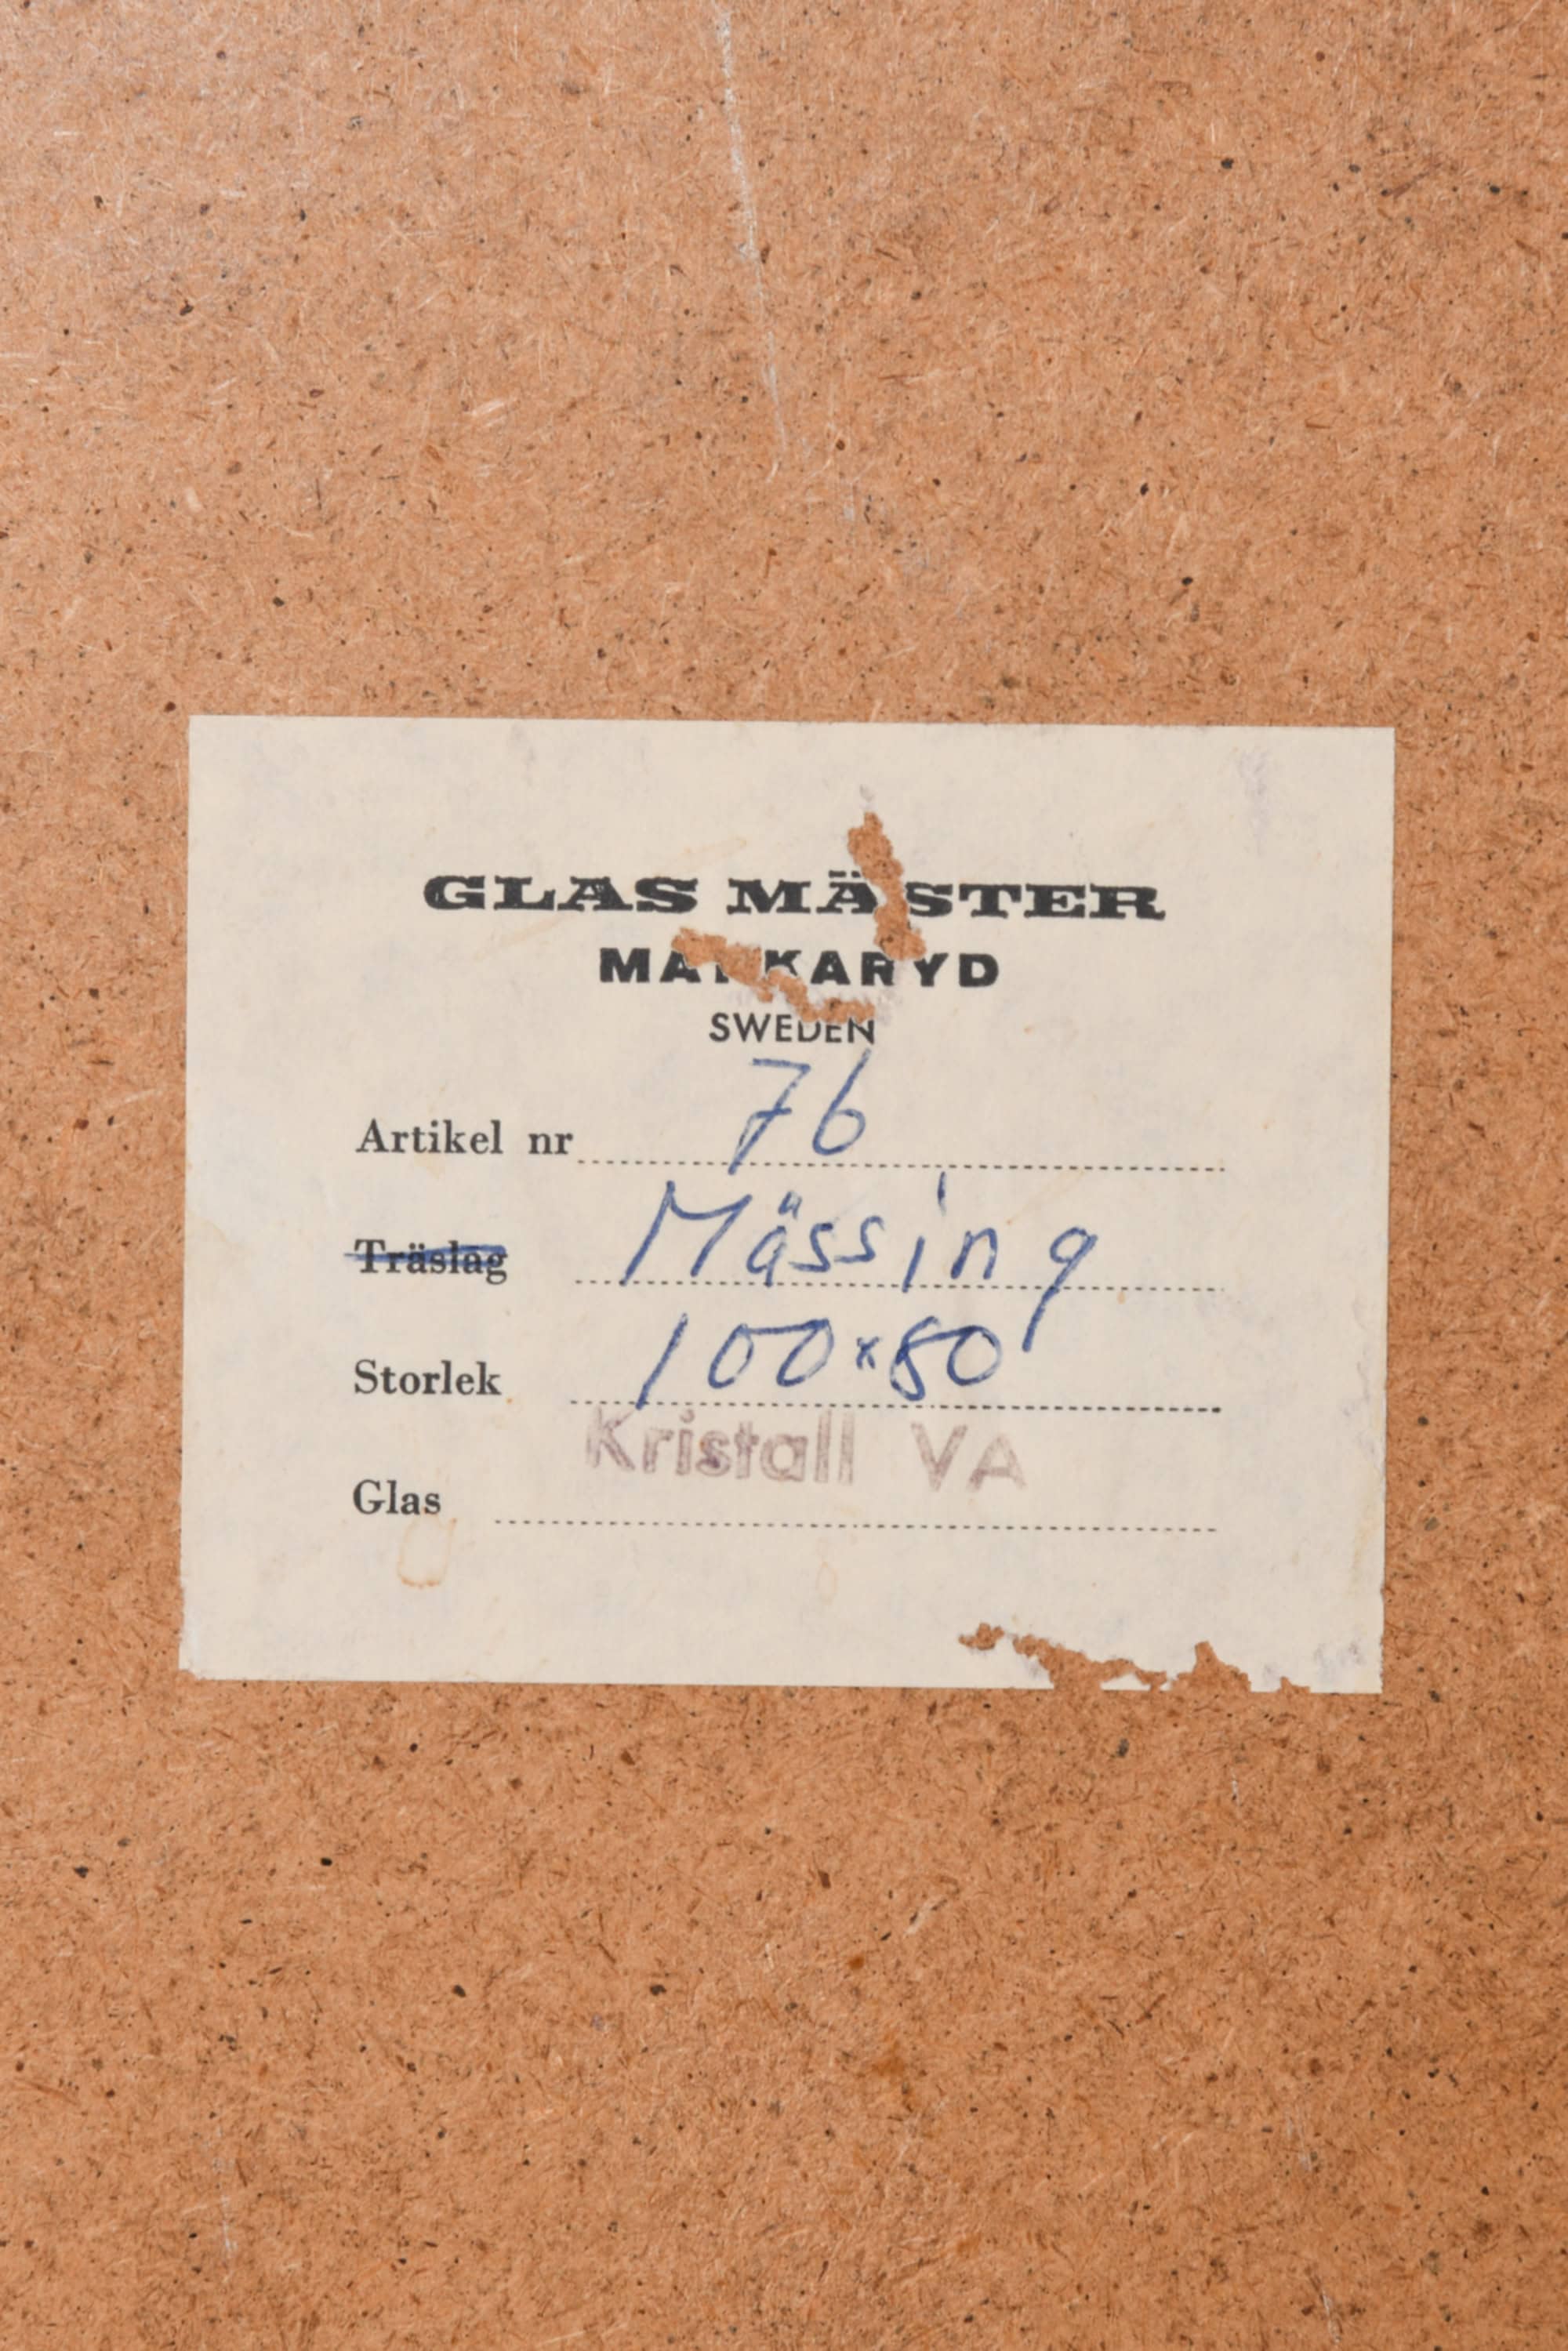 GLAS MÄSTER
MARKARYD
SWEDEN
Artikel nr 76
Träslag Mässing
Storlek 100x80
Glas Kristall VA